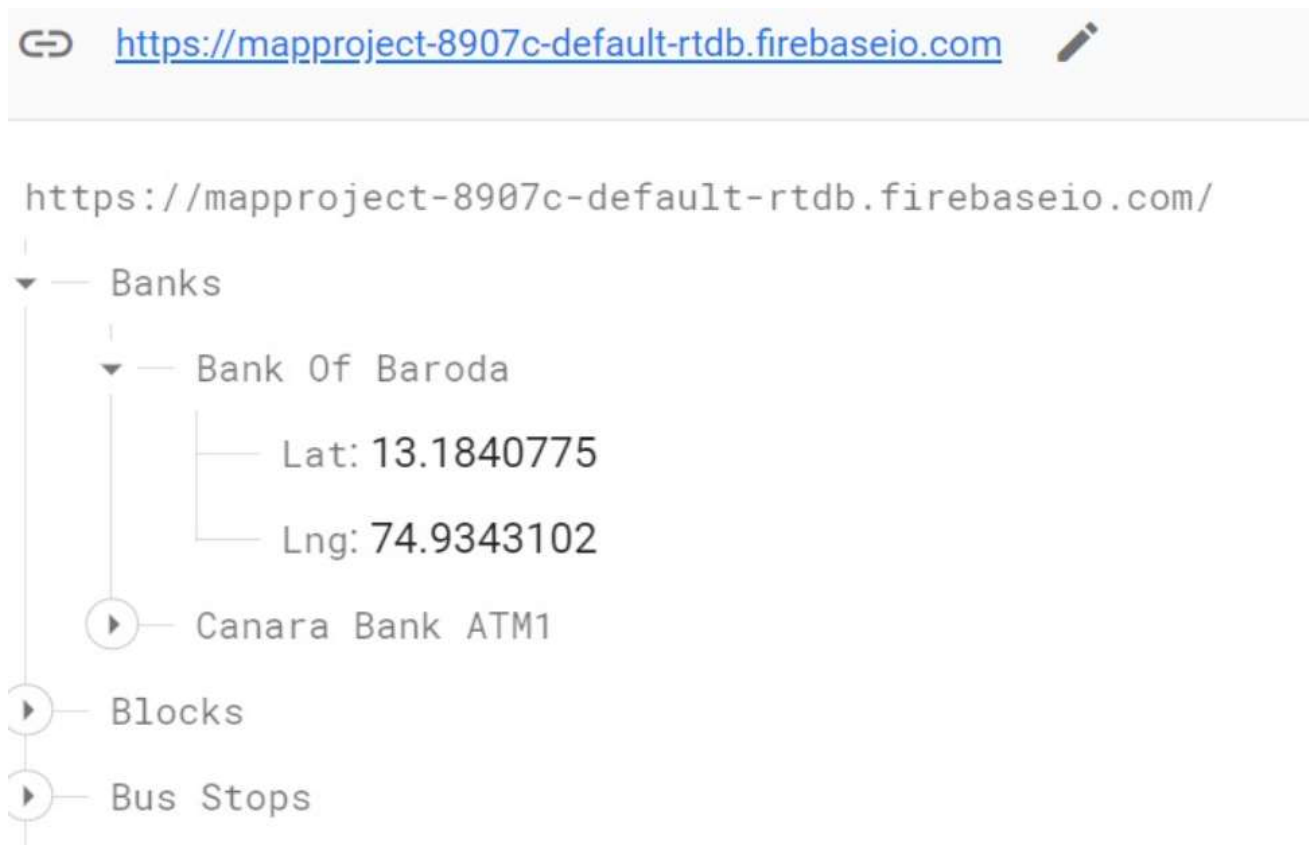 https://mapproject-8907c-default-rtdb.firebaseio.com
https://mapproject-8907c-default-rtdb.firebaseio.com/
Banks
Bank Of Baroda
Lat: 13.1840775
Lng: 74.9343102
Canara Bank ATM1
Blocks
Bus Stops